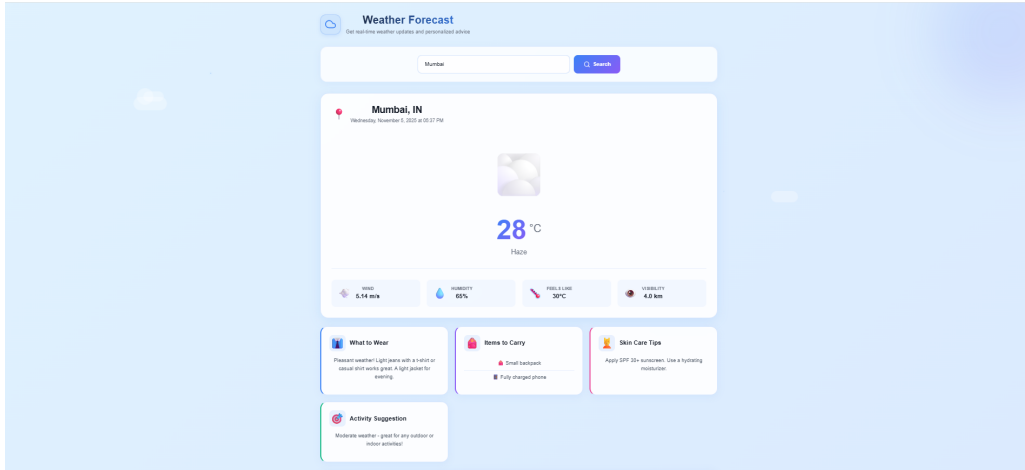 Weather Forecast
Get real-time weather updates and personalized advice
Mumbai
Search
Mumbai, IN
Wednesday, November 5, 2025 at 05:37 PM
28 °C
Haze
WIND
5.14 m/s
HUMIDITY
65%
FEELS LIKE
30°C
VISIBILITY
4.0 km
What to Wear
Pleasant weather! Light jeans with a t-shirt or
casual shirt works great. A light jacket for
evening.
Items to Carry
Small backpack
Fully charged phone
Skin Care Tips
Apply SPF 30+ sunscreen. Use a hydrating
moisturizer.
Activity Suggestion
Moderate weather - great for any outdoor or
indoor activities!